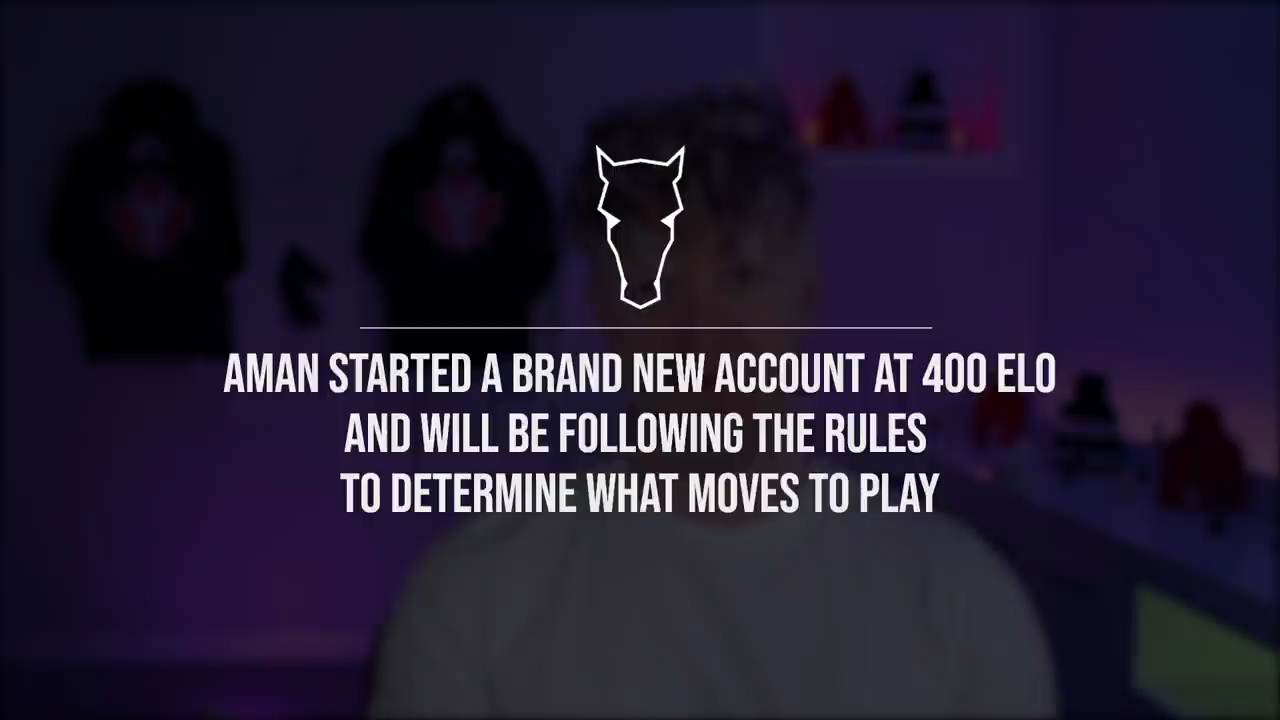 AMAN STARTED A BRAND NEW ACCOUNT AT 400 ELO
AND WILL BE FOLLOWING THE RULES
TO DETERMINE WHAT MOVES TO PLAY